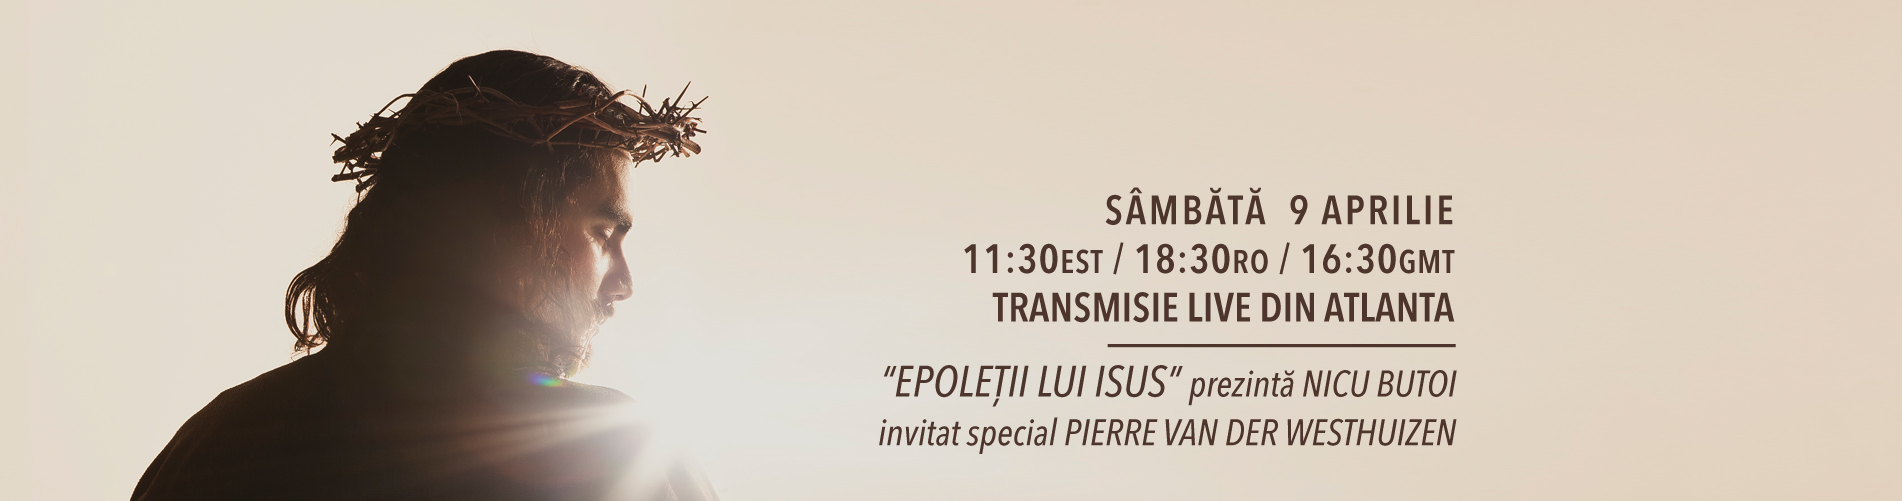 SÂMBĂTĂ 9 APRILIE
11:30EST / 18:30RO / 16:30GMT
TRANSMISIE LIVE DIN ATLANTA
“EPOLEȚII LUI ISUS” prezintă NICU BUTOI
invitat special PIERRE VAN DER WESTHUIZEN